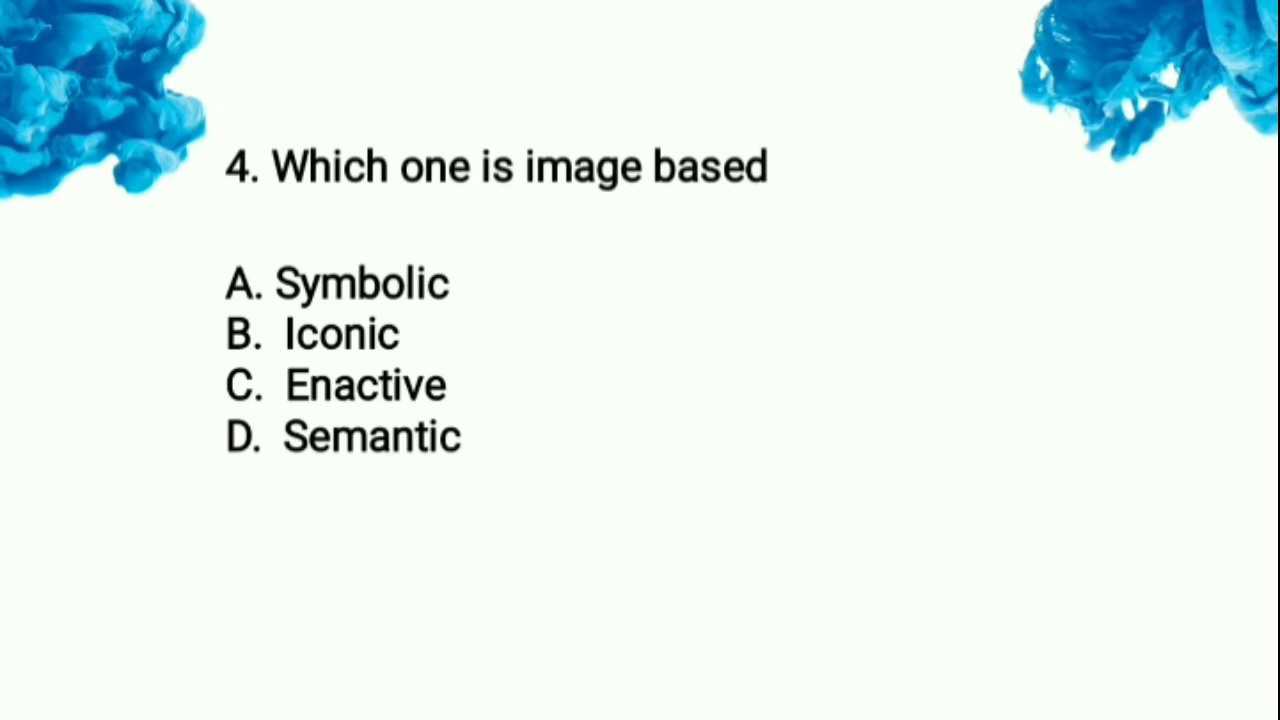 4. Which one is image based
A. Symbolic
B. Iconic
C. Enactive
D. Semantic